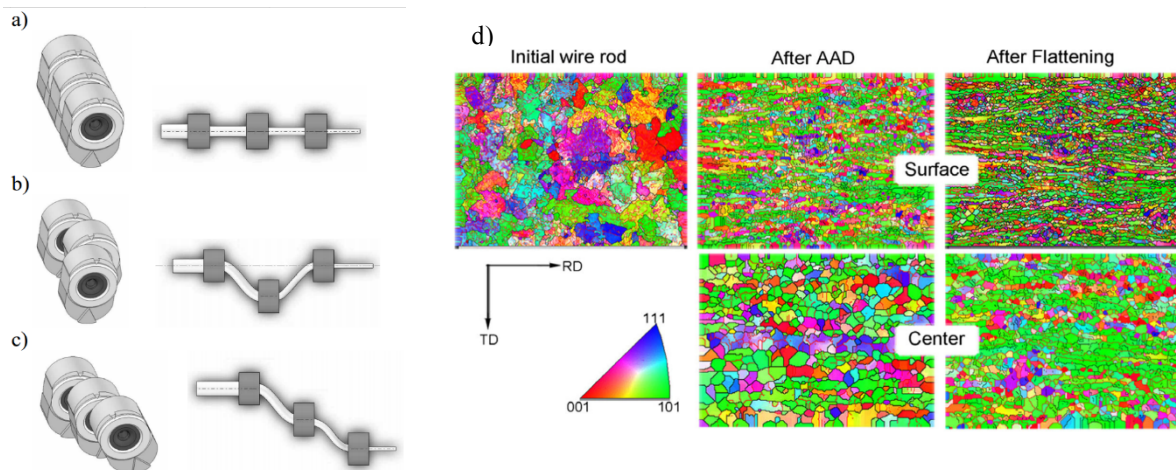 a)
b)
c)
d)
Initial wire rod
After AAD
After Flattening
Surface
RD
TD
111
001
101
Center